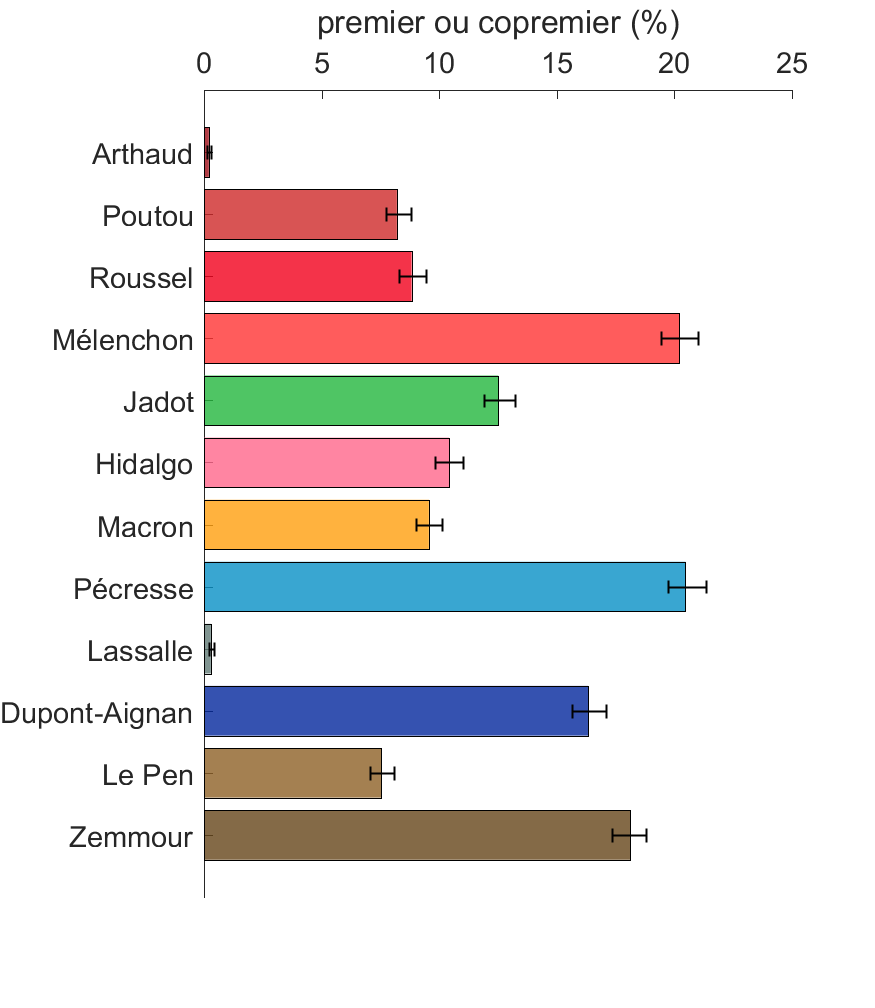 premier ou copremier (%)
0 5 10 15 20 25
Arthaud
Poutou
Roussel
Mélenchon
Jadot
Hidalgo
Macron
Pécresse
Lassalle
Dupont-Aignan
Le Pen
Zemmour